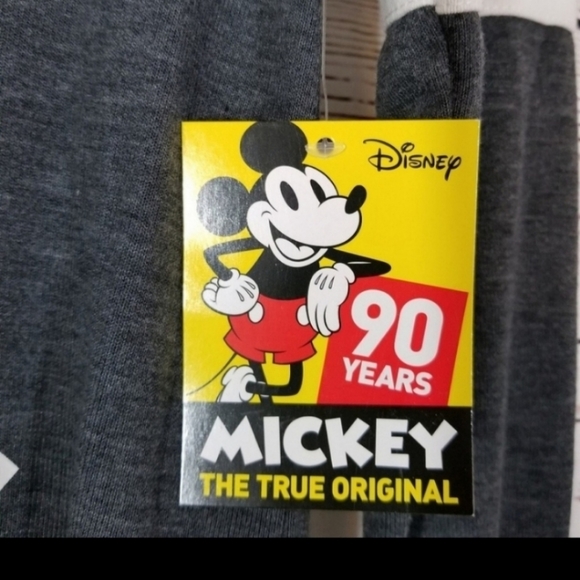 Disney
90
YEARS
MICKEY
THE TRUE ORIGINAL